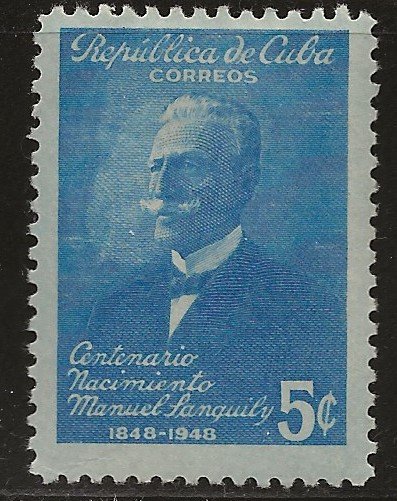 República de Cuba
CORREOS
Centenario
Nacimiento
Manuel Sanguily
1848-1948
5¢